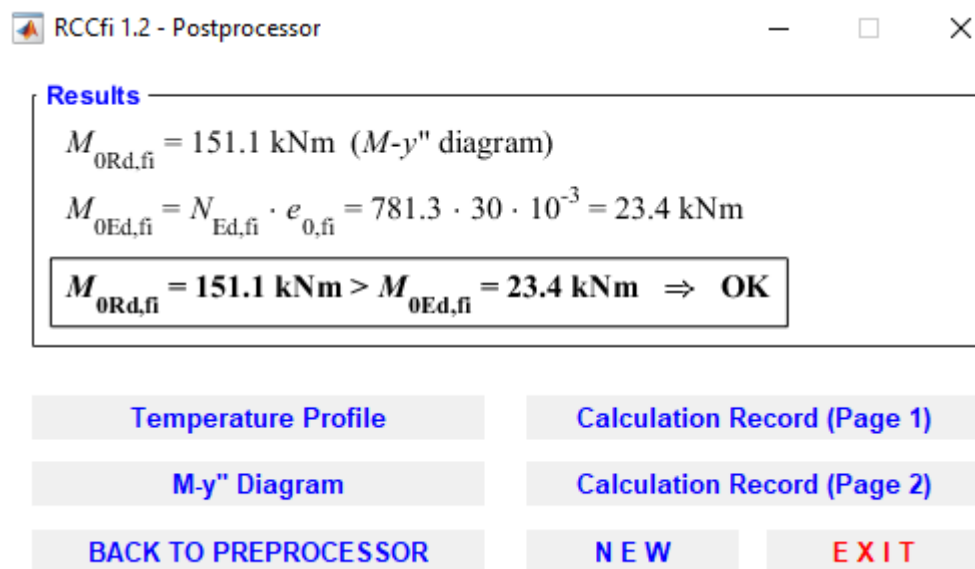 RCCfi 1.2 - Postprocessor
Results
M0Rd,fi = 151.1 kNm (M-y" diagram)
M0Ed,fi = NEd,fi · e0,fi = 781.3 · 30 · 10-3 = 23.4 kNm
M0Rd,fi = 151.1 kNm > M0Ed,fi = 23.4 kNm ⇒ OK
Temperature Profile
Calculation Record (Page 1)
M-y" Diagram
Calculation Record (Page 2)
BACK TO PREPROCESSOR
N E W
E X I T